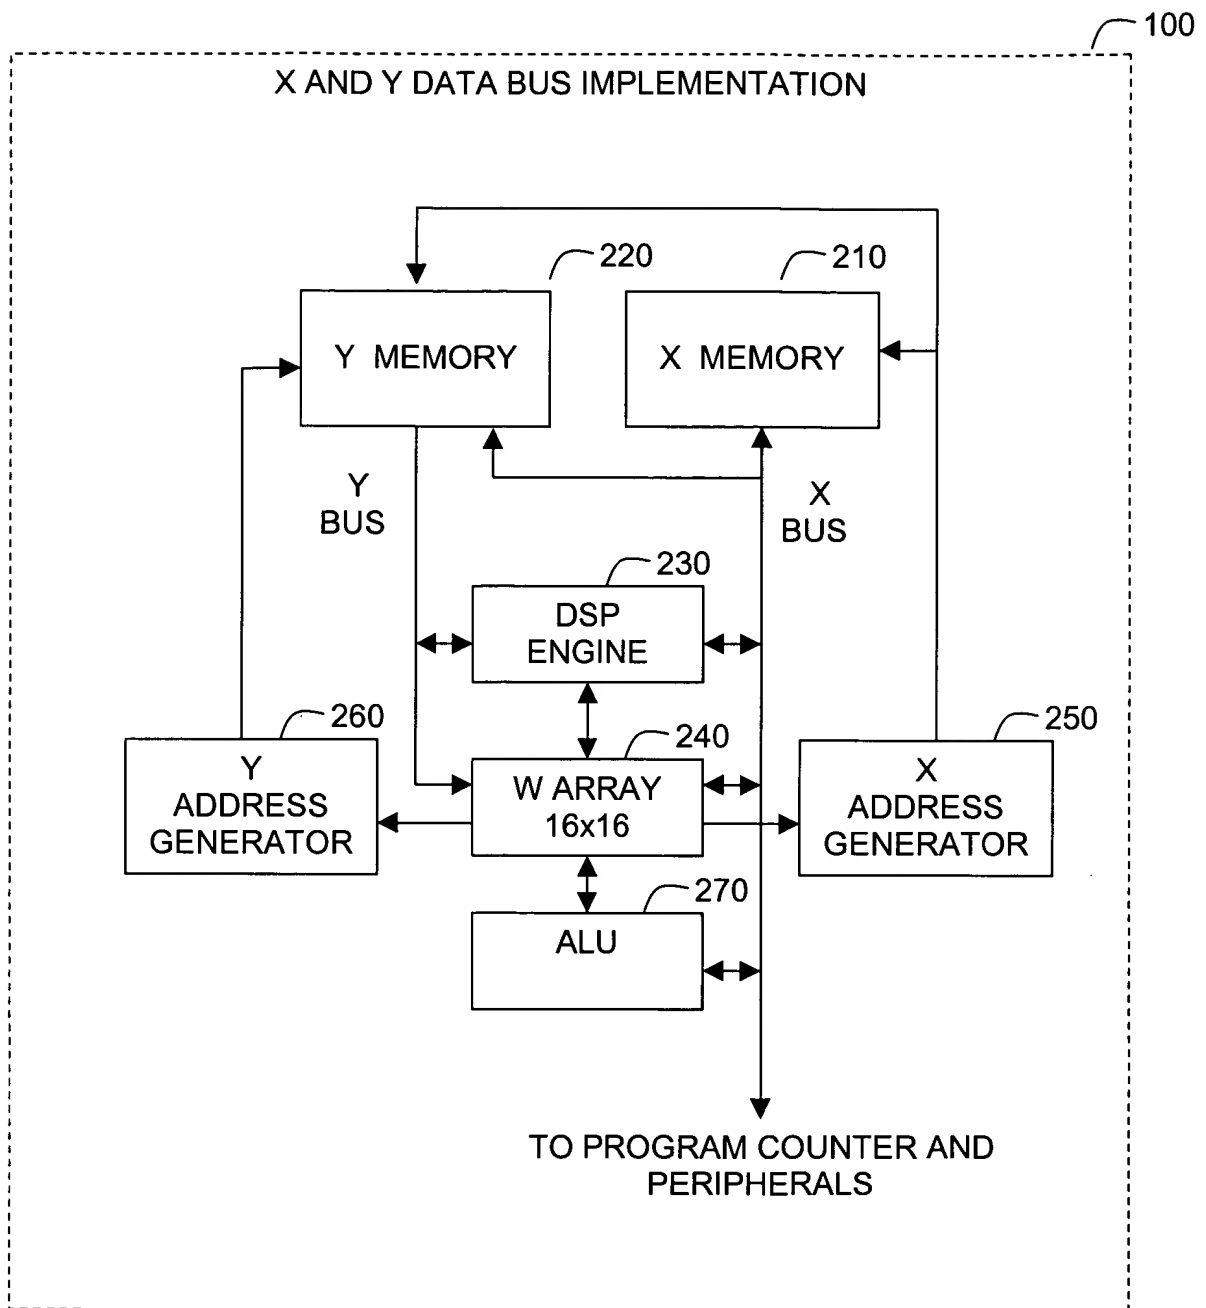 100
X AND Y DATA BUS IMPLEMENTATION
220
210
Y MEMORY
X MEMORY
Y
BUS
X
BUS
230
DSP
ENGINE
260
240
250
Y
ADDRESS
GENERATOR
W ARRAY
16x16
X
ADDRESS
GENERATOR
270
ALU
TO PROGRAM COUNTER AND
PERIPHERALS